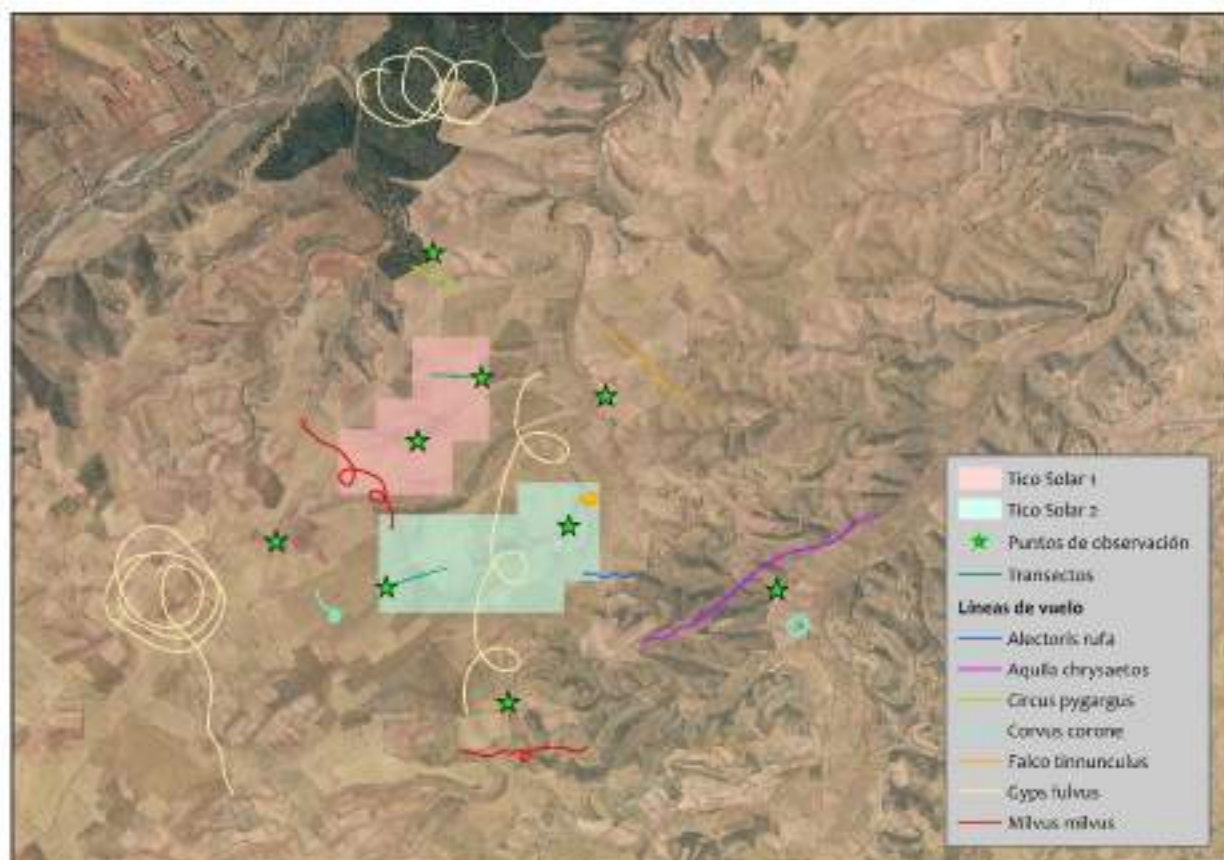 Tico Solar 1
Tico Solar 2
Puntos de observación
Transectos
Líneas de vuelo
Alectoris rufa
Aquila chrysaetos
Circus pygargus
Corvus corone
Falco tinnunculus
Gyps fulvus
Milvus milvus